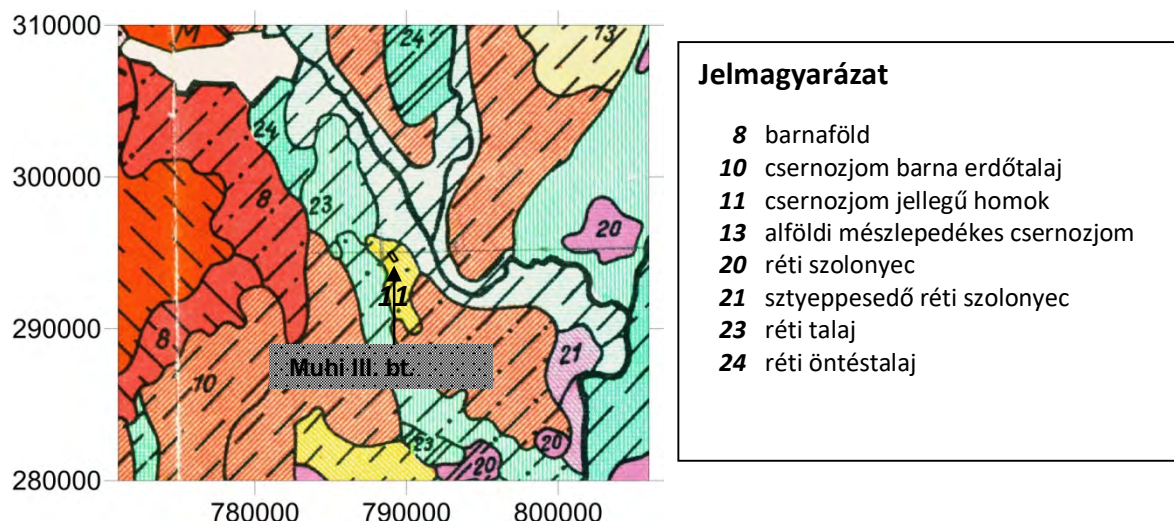 310000
300000
290000
280000
780000
790000
800000
M
24
13
24
8
23
20
11
8
21
10
Muhi III. bt.
23
20
20
Jelmagyarázat
8 barnaföld
10 csernozjom barna erdőtalaj
11 csernozjom jellegű homok
13 alföldi mészlepedékes csernozjom
20 réti szolonyec
21 sztyeppesedő réti szolonyec
23 réti talaj
24 réti öntéstalaj